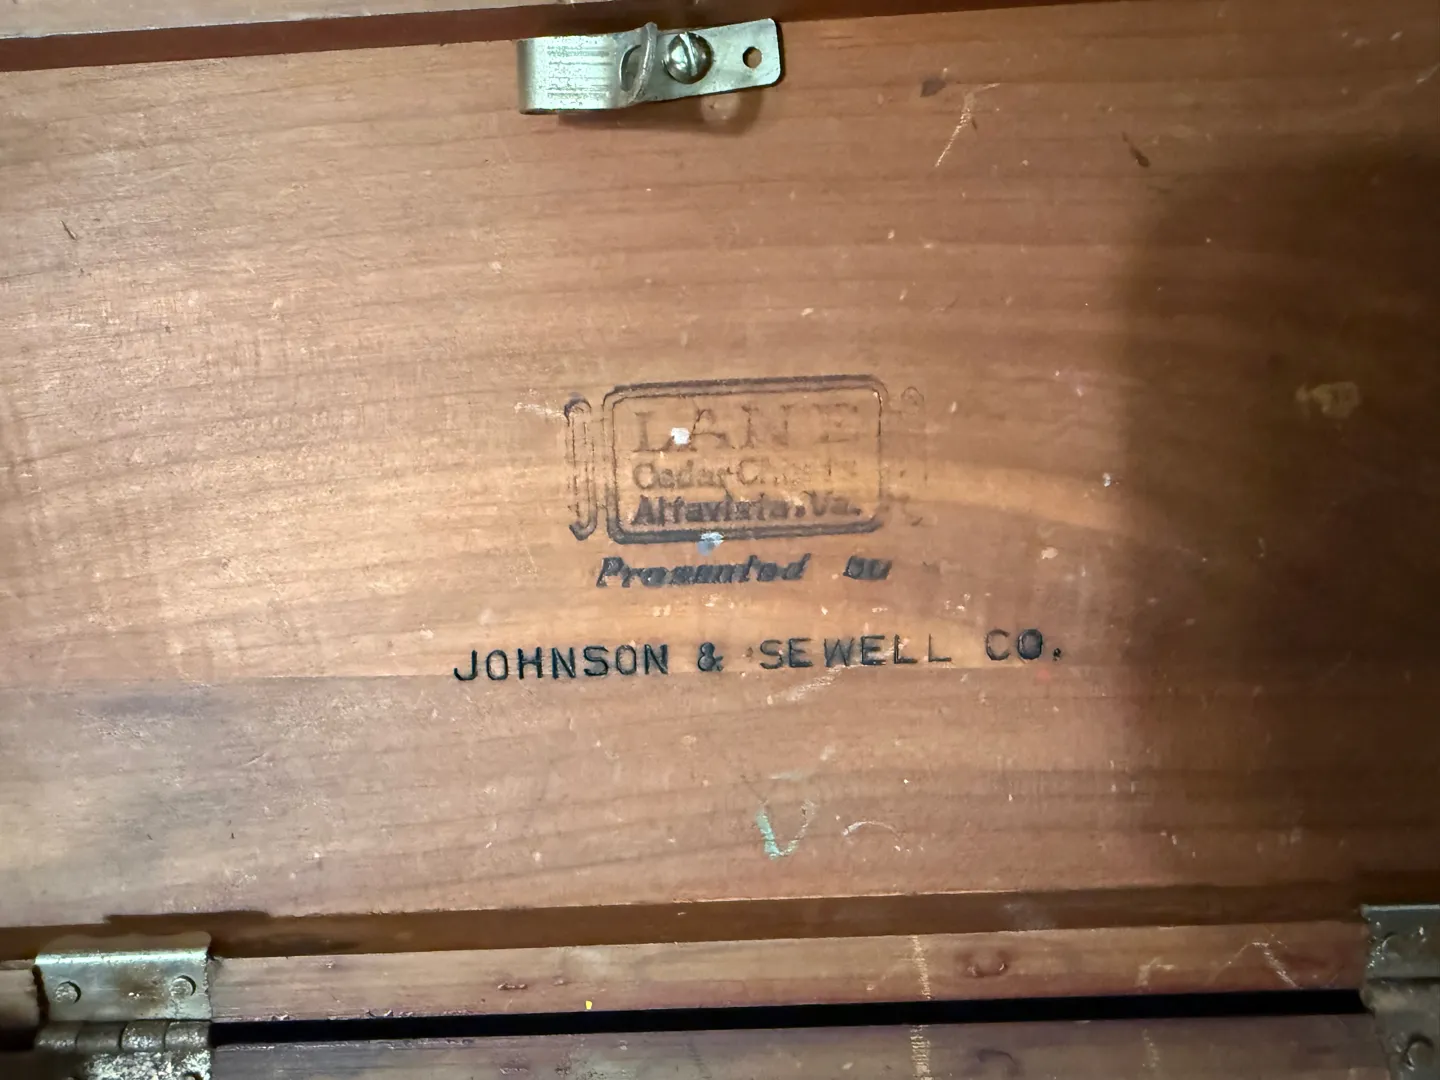 LANE
Cedar Chests
Altavista, Va.
Presented by
JOHNSON & SEWELL CO.